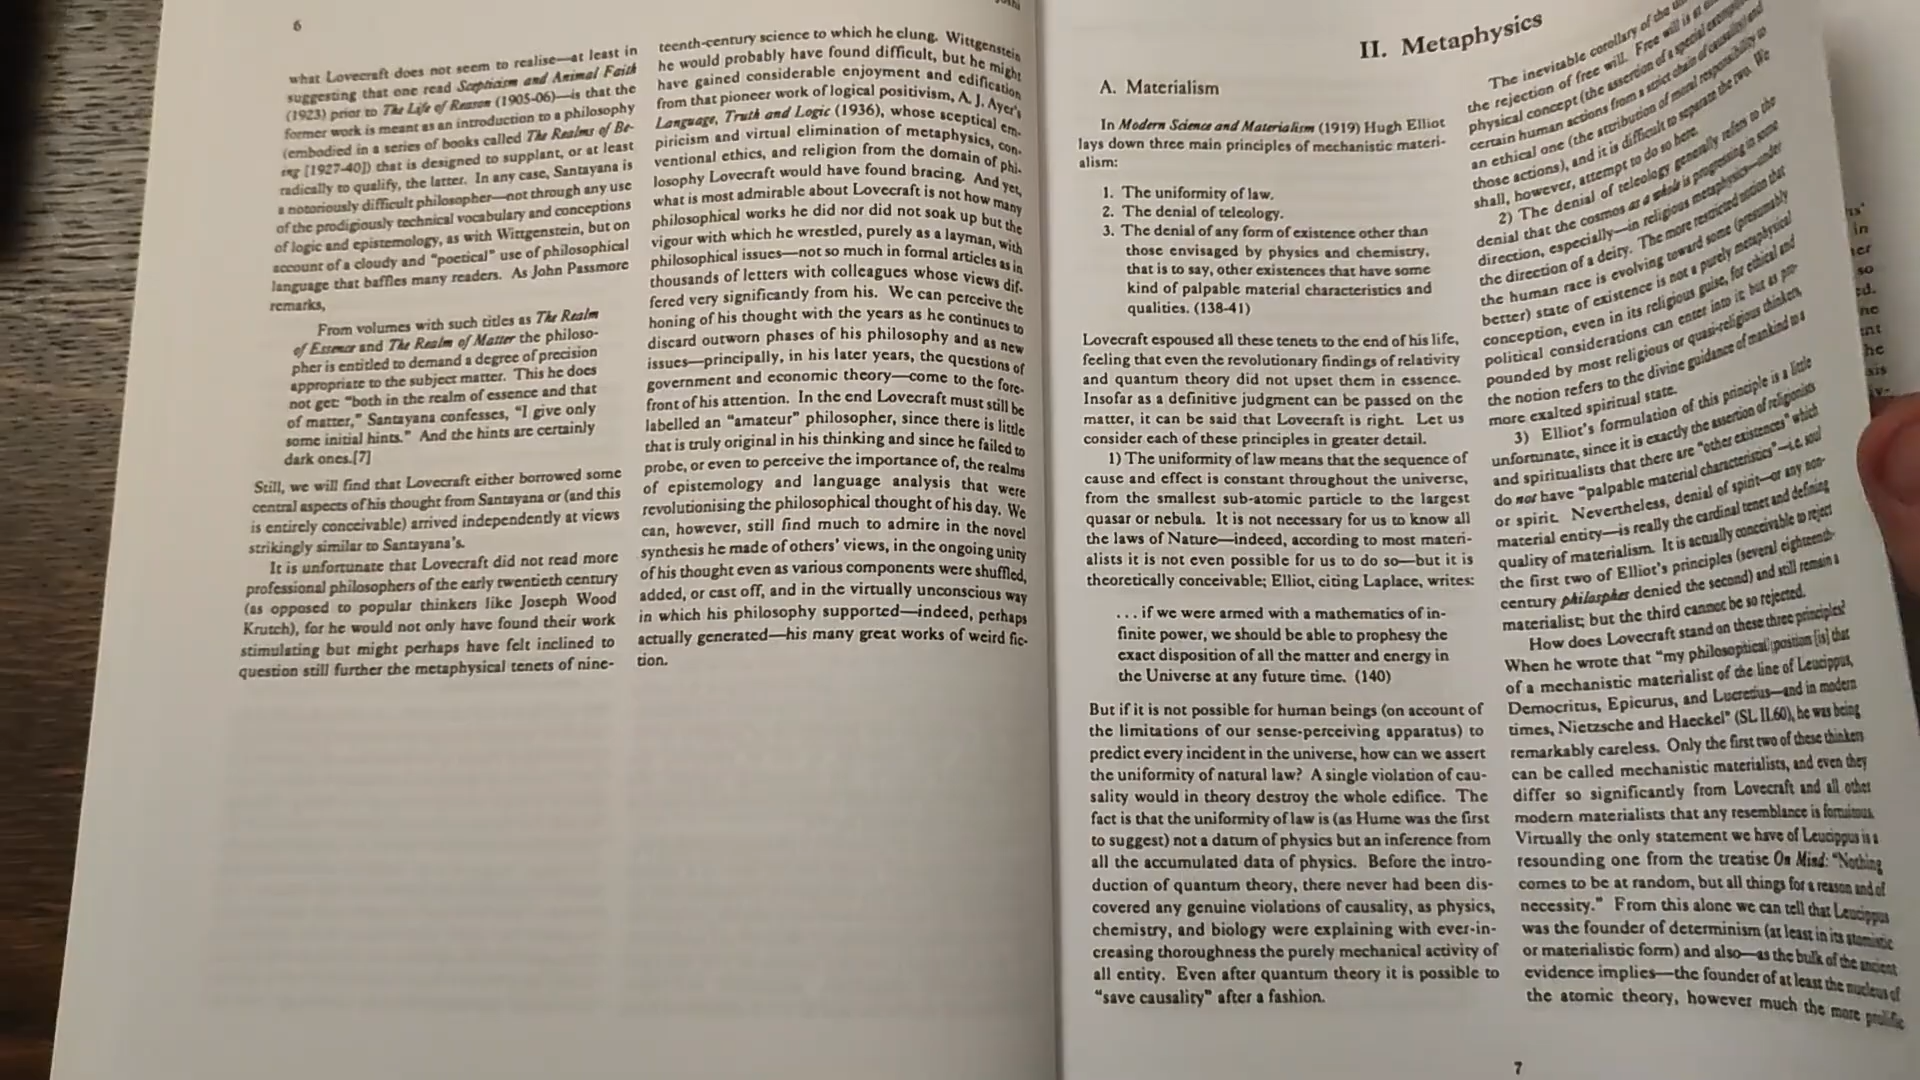 6
what Lovecraft does not seem to realise—at least in
suggesting that one read Scepticism and Animal Faith
(1923) prior to The Life of Reason (1905-06)—is that the
former work is meant as an introduction to a philosophy
(embodied in a series of books called The Realms of Be-
ing [1927-40]) that is designed to supplant, or at least
radically to qualify, the latter. In any case, Santayana is
a notoriously difficult philosopher—not through any use
of the prodigiously technical vocabulary and conceptions
of logic and epistemology, as with Wittgenstein, but on
account of a cloudy and "poetical" use of philosophical
language that baffles many readers. As John Passmore
remarks,
From volumes with such titles as The Realm
of Essence and The Realm of Matter the philoso-
pher is entitled to demand a degree of precision
appropriate to the subject matter. This he does
not get: "both in the realm of essence and that
of matter," Santayana confesses, "I give only
some initial hints." And the hints are certainly
dark ones.[7]
Still, we will find that Lovecraft either borrowed some
central aspects of his thought from Santayana or (and this
is entirely conceivable) arrived independently at views
strikingly similar to Santayana's.
It is unfortunate that Lovecraft did not read more
professional philosophers of the early twentieth century
(as opposed to popular thinkers like Joseph Wood
Krutch), for he would not only have found their work
stimulating but might perhaps have felt inclined to
question still further the metaphysical tenets of nine-
teenth-century science to which he clung. Wittgenstein
he would probably have found difficult, but he might
have gained considerable enjoyment and edification
from that pioneer work of logical positivism, A. J. Ayer's
Language, Truth and Logic (1936), whose sceptical em-
piricism and virtual elimination of metaphysics, con-
ventional ethics, and religion from the domain of phi-
losophy Lovecraft would have found bracing. And yet,
what is most admirable about Lovecraft is not how many
philosophical works he did nor did not soak up but the
vigour with which he wrestled, purely as a layman, with
philosophical issues—not so much in formal articles as in
thousands of letters with colleagues whose views dif-
fered very significantly from his. We can perceive the
honing of his thought with the years as he continues to
discard outworn phases of his philosophy and as new
issues—principally, in his later years, the questions of
government and economic theory—come to the fore-
front of his attention. In the end Lovecraft must still be
labelled an "amateur" philosopher, since there is little
that is truly original in his thinking and since he failed to
probe, or even to perceive the importance of, the realms
of epistemology and language analysis that were
revolutionising the philosophical thought of his day. We
can, however, still find much to admire in the novel
synthesis he made of others' views, in the ongoing unity
of his thought even as various components were shuffled,
added, or cast off, and in the virtually unconscious way
in which his philosophy supported—indeed, perhaps
actually generated—his many great works of weird fic-
tion.
II. Metaphysics
A. Materialism
In Modern Science and Materialism (1919) Hugh Elliot
lays down three main principles of mechanistic materi-
alism:
1. The uniformity of law.
2. The denial of teleology.
3. The denial of any form of existence other than
those envisaged by physics and chemistry,
that is to say, other existences that have some
kind of palpable material characteristics and
qualities. (138-41)
Lovecraft espoused all these tenets to the end of his life,
feeling that even the revolutionary findings of relativity
and quantum theory did not upset them in essence.
Insofar as a definitive judgment can be passed on the
matter, it can be said that Lovecraft is right. Let us
consider each of these principles in greater detail.
1) The uniformity of law means that the sequence of
cause and effect is constant throughout the universe,
from the smallest sub-atomic particle to the largest
quasar or nebula. It is not necessary for us to know all
the laws of Nature—indeed, according to most materi-
alists it is not even possible for us to do so—but it is
theoretically conceivable; Elliot, citing Laplace, writes:
. . . if we were armed with a mathematics of in-
finite power, we should be able to prophesy the
exact disposition of all the matter and energy in
the Universe at any future time. (140)
But if it is not possible for human beings (on account of
the limitations of our sense-perceiving apparatus) to
predict every incident in the universe, how can we assert
the uniformity of natural law? A single violation of cau-
sality would in theory destroy the whole edifice. The
fact is that the uniformity of law is (as Hume was the first
to suggest) not a datum of physics but an inference from
all the accumulated data of physics. Before the intro-
duction of quantum theory, there never had been dis-
covered any genuine violations of causality, as physics,
chemistry, and biology were explaining with ever-in-
creasing thoroughness the purely mechanical activity of
all entity. Even after quantum theory it is possible to
"save causality" after a fashion.
The inevitable corollary of the
the rejection of free will. Free will is at
physical concept (the assertion of a special
certain human actions from a strict chain of causality) and
an ethical one (the attribution of moral responsibility to
those actions), and it is difficult to separate the two. We
shall, however, attempt to do so here.
2) The denial of teleology generally refers to the
denial that the cosmos as a whole is progressing in some
direction, especially—in religious metaphysics—under
the direction of a deity. The more restricted notion that
the human race is evolving toward some (presumably
better) state of existence is not a purely metaphysical
conception, even in its religious guise, for ethical and
political considerations can enter into it; but as pro-
pounded by most religious or quasi-religious thinkers,
the notion refers to the divine guidance of mankind to a
more exalted spiritual state.
3) Elliot's formulation of this principle is a little
unfortunate, since it is exactly the assertion of religionists
and spiritualists that there are "other existences" which
do not have "palpable material characteristics"—i.e. soul
or spirit. Nevertheless, denial of spirit—or any non-
material entity—is really the cardinal tenet and defining
quality of materialism. It is actually conceivable to reject
the first two of Elliot's principles (several eighteenth-
century philosophes denied the second) and still remain a
materialist; but the third cannot be so rejected.
How does Lovecraft stand on these three principles?
When he wrote that "my philosophical position [is] that
of a mechanistic materialist of the line of Leucippus,
Democritus, Epicurus, and Lucretius—and in modern
times, Nietzsche and Haeckel" (SL II.60), he was being
remarkably careless. Only the first two of these thinkers
can be called mechanistic materialists, and even they
differ so significantly from Lovecraft and all other
modern materialists that any resemblance is fortuitous.
Virtually the only statement we have of Leucippus is a
resounding one from the treatise On Mind: "Nothing
comes to be at random, but all things for a reason and of
necessity." From this alone we can tell that Leucippus
was the founder of determinism (at least in its atomistic
or materialistic form) and also—as the bulk of the ancient
evidence implies—the founder of at least the nucleus of
the atomic theory, however much the more prolific
7